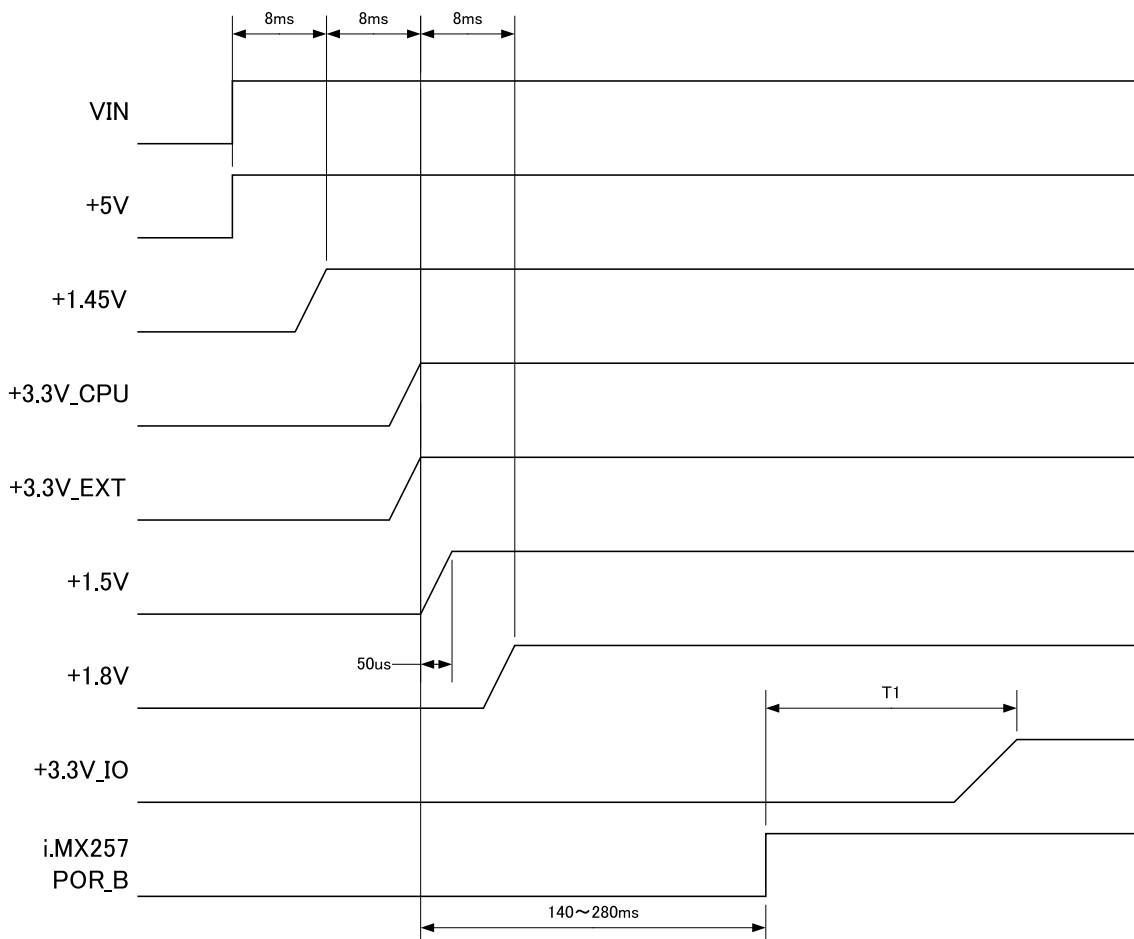 8ms 8ms 8ms
VIN
+5V
+1.45V
+3.3V_CPU
+3.3V_EXT
+1.5V
50us
+1.8V
T1
+3.3V_IO
i.MX257
POR_B
140～280ms